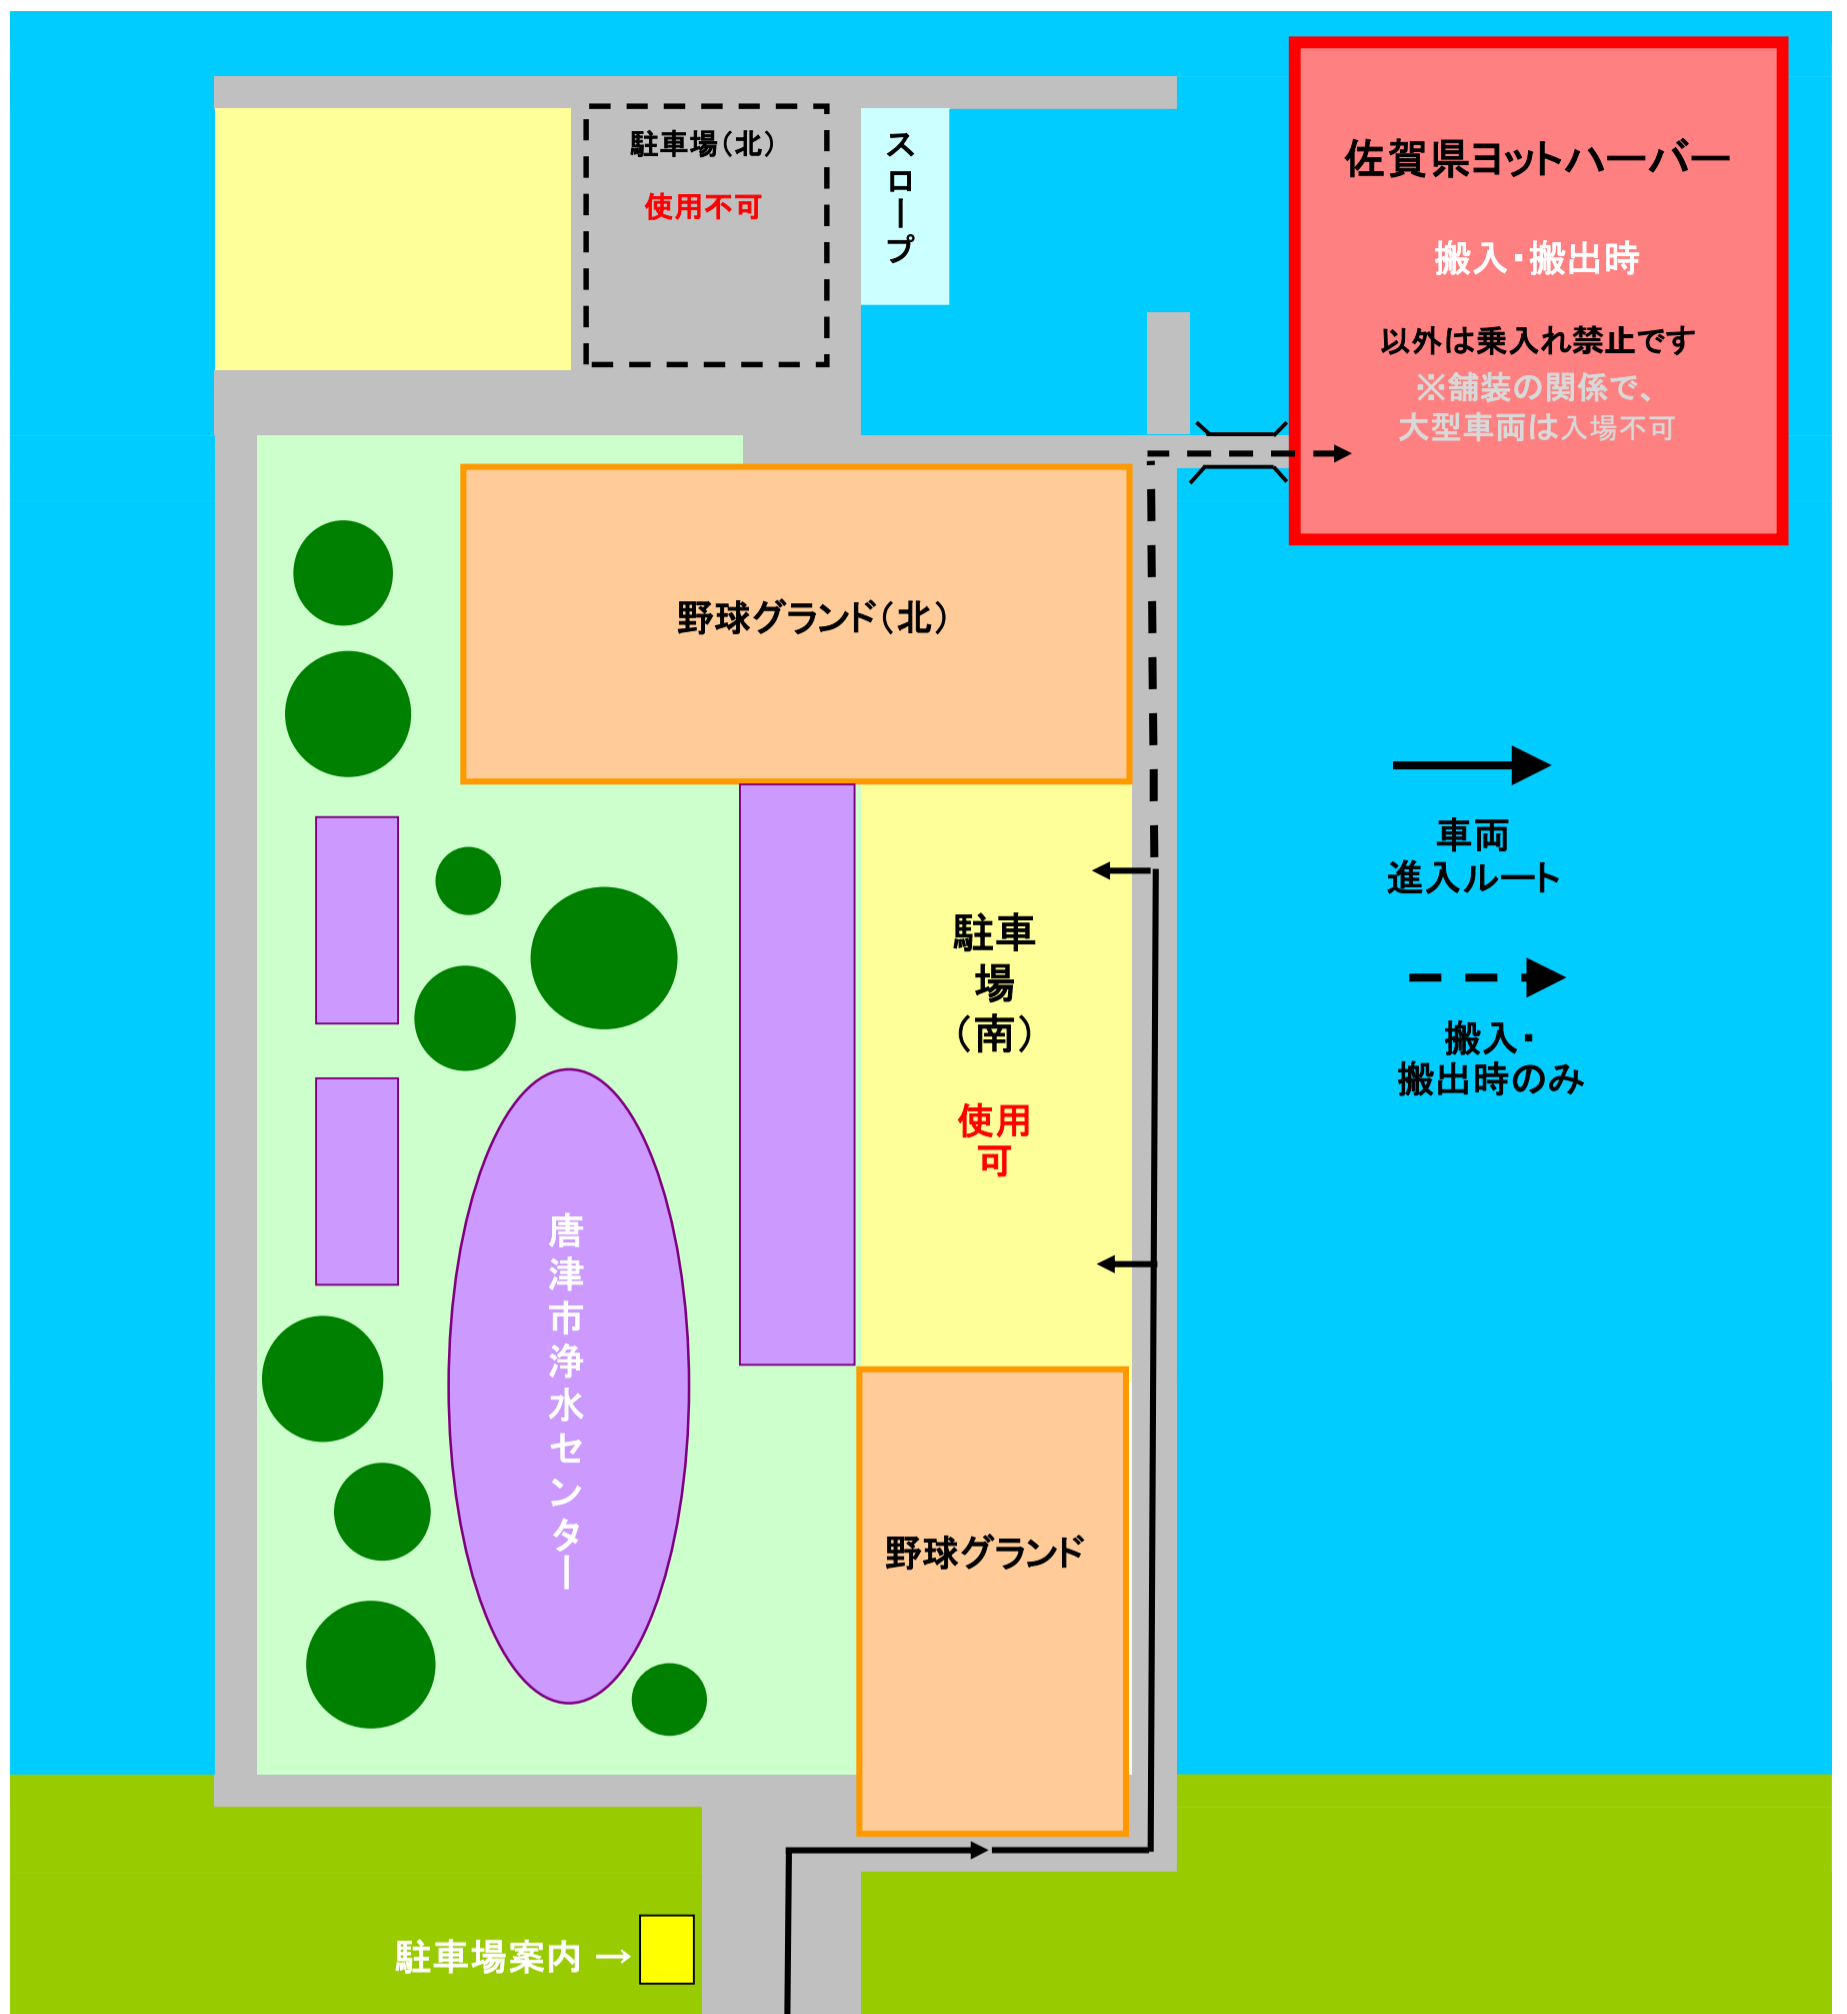 駐車場（北）
使用不可
スロープ
佐賀県ヨットハーバー
搬入・搬出時
以外は乗入れ禁止です
※舗装の関係で、
大型車両は入場不可
野球グランド（北）
車両
進入ルート
駐車
場
（南）
使用
可
搬入・
搬出時のみ
唐津市浄水センター
野球グランド
駐車場案内 →